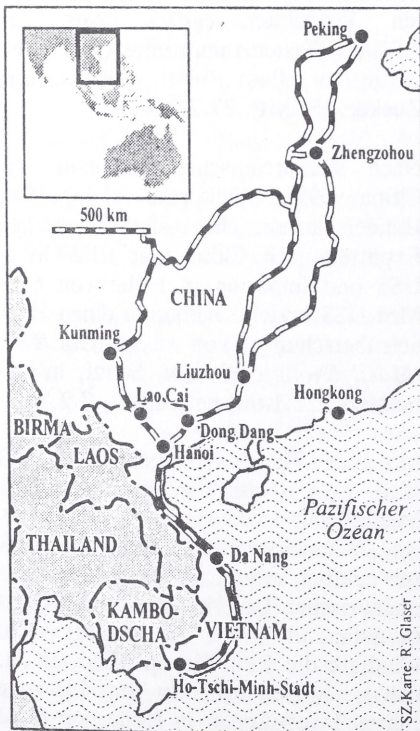 Peking
Zhengzohou
500 km
CHINA
Kunming
Liuzhou
Lao Cai
Hongkong
BIRMA
Dong Dang
LAOS
Hanoi
Pazifischer
Ozean
THAILAND
Da Nang
KAMBO-
DSCHA
VIETNAM
Ho-Tschi-Minh-Stadt
SZ-Karte: R. Glaser